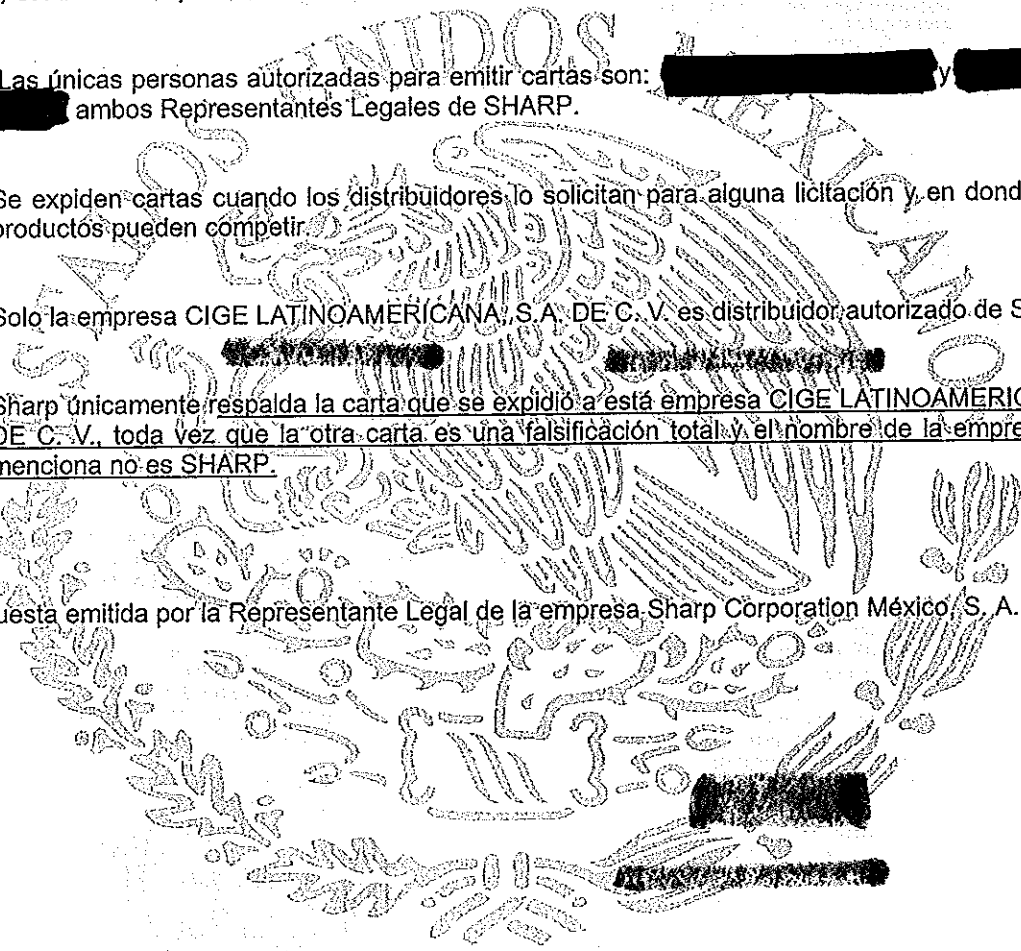 Las únicas personas autorizadas para emitir cartas son: y
ambos Representantes Legales de SHARP.
Se expiden cartas cuando los distribuidores lo solicitan para alguna licitación y en dond
productos pueden competir.
Solo la empresa CIGE LATINOAMERICANA, S.A. DE C. V. es distribuidor autorizado de S
Sharp únicamente respalda la carta que se expidió a está empresa CIGE LATINOAMERIC
DE C. V., toda vez que la otra carta es una falsificación total y el nombre de la empre
menciona no es SHARP.
uesta emitida por la Representante Legal de la empresa Sharp Corporation México, S. A.
ESTADOS UNIDOS MEXICANOS